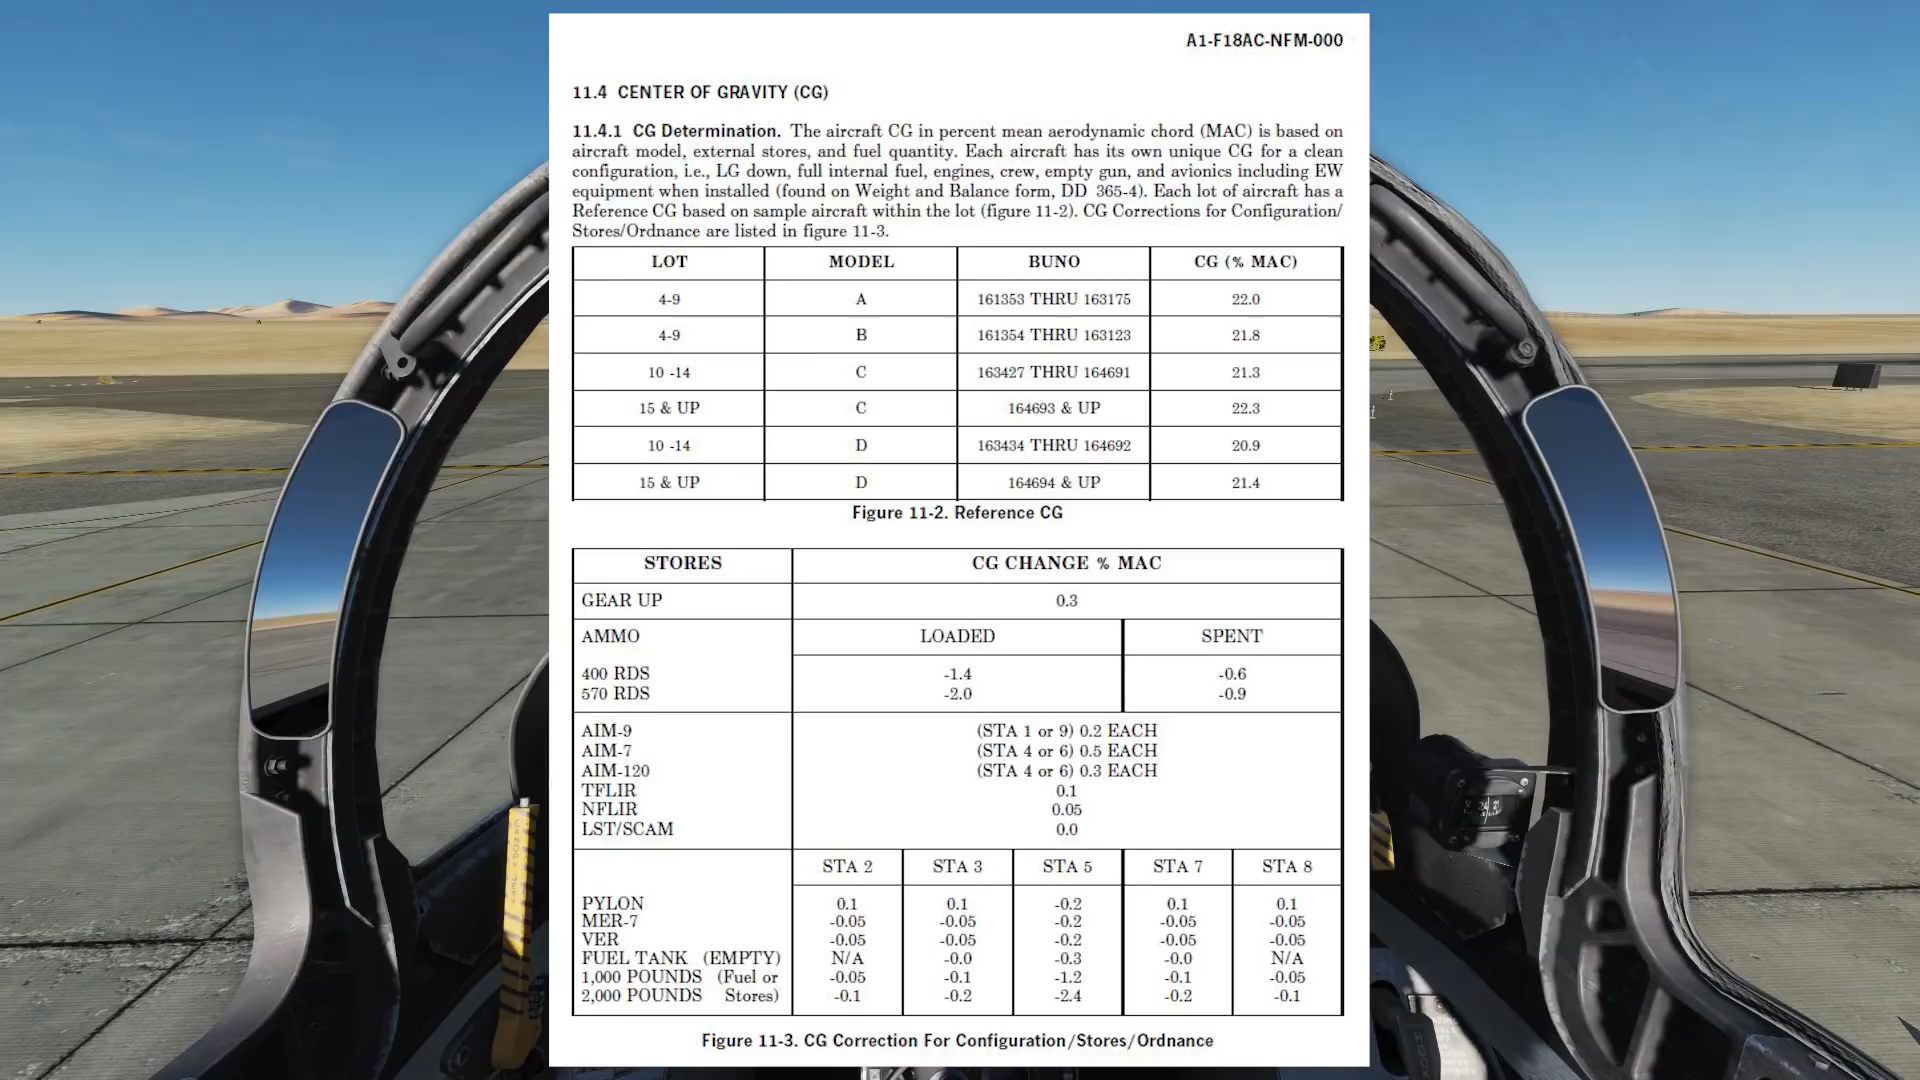 A1-F18AC-NFM-000
11.4 CENTER OF GRAVITY (CG)
11.4.1 CG Determination. The aircraft CG in percent mean aerodynamic chord (MAC) is based on
aircraft model, external stores, and fuel quantity. Each aircraft has its own unique CG for a clean
configuration, i.e., LG down, full internal fuel, engines, crew, empty gun, and avionics including EW
equipment when installed (found on Weight and Balance form, DD 365-4). Each lot of aircraft has a
Reference CG based on sample aircraft within the lot (figure 11-2). CG Corrections for Configuration/
Stores/Ordnance are listed in figure 11-3.
LOT MODEL BUNO CG (% MAC)
4-9 A 161353 THRU 163175 22.0
4-9 B 161354 THRU 163123 21.8
10 -14 C 163427 THRU 164691 21.3
15 & UP C 164693 & UP 22.3
10 -14 D 163434 THRU 164692 20.9
15 & UP D 164694 & UP 21.4
Figure 11-2. Reference CG
STORES CG CHANGE % MAC
GEAR UP 0.3
AMMO LOADED SPENT
400 RDS -1.4 -0.6
570 RDS -2.0 -0.9
AIM-9 (STA 1 or 9) 0.2 EACH
AIM-7 (STA 4 or 6) 0.5 EACH
AIM-120 (STA 4 or 6) 0.3 EACH
TFLIR 0.1
NFLIR 0.05
LST/SCAM 0.0
STA 2 STA 3 STA 5 STA 7 STA 8
PYLON 0.1 0.1 -0.2 0.1 0.1
MER-7 -0.05 -0.05 -0.2 -0.05 -0.05
VER -0.05 -0.05 -0.2 -0.05 -0.05
FUEL TANK (EMPTY) N/A -0.0 -0.3 -0.0 N/A
1,000 POUNDS (Fuel or -0.05 -0.1 -1.2 -0.1 -0.05
2,000 POUNDS Stores) -0.1 -0.2 -2.4 -0.2 -0.1
Figure 11-3. CG Correction For Configuration/Stores/Ordnance